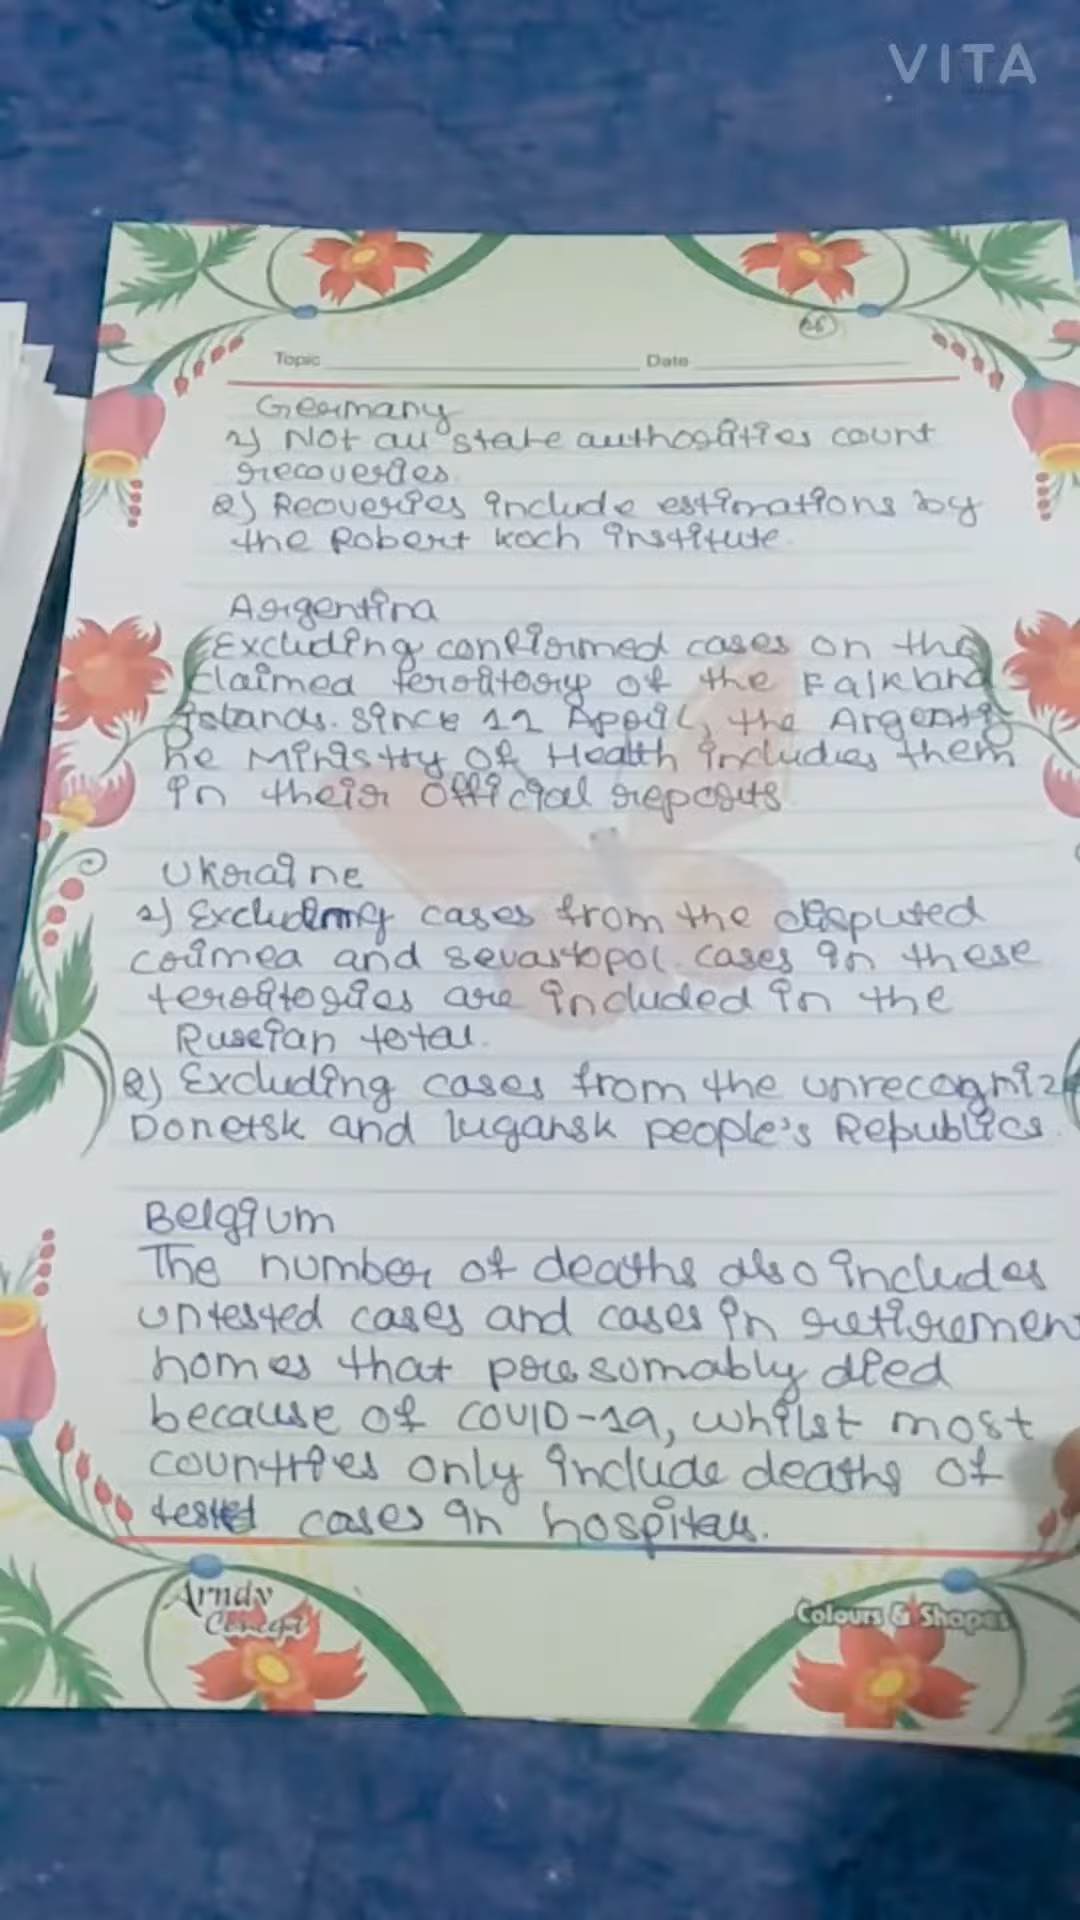 VITA
Topic Date
Germany
1) Not all state authorities count
recoveries.
2) Recoveries include estimations by
the Robert Koch institute.
Argentina
Excluding confirmed cases on the
claimed territory of the Falkland
islands. Since 11 April, the Argenti
ne Ministry of Health includes them
in their official reports.
Ukraine
1) Excluding cases from the disputed
Crimea and Sevastopol. cases in these
territories are included in the
Russian total.
2) Excluding cases from the unrecogniz
Donetsk and lugansk people's Republics.
Belgium
The number of deaths also includes
untested cases and cases in retirement
homes that presumably died
because of COVID-19, whilst most
countries only include deaths of
tested cases in hospitals.
Arndy
Concept
Colours & Shapes